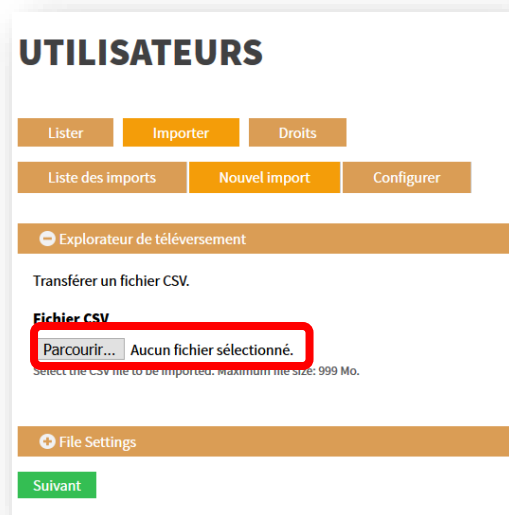 UTILISATEURS
Lister Importer Droits
Liste des imports Nouvel import Configurer
Explorateur de téléversement
Transférer un fichier CSV.
Fichier CSV
Parcourir... Aucun fichier sélectionné.
Select the CSV file to be imported. Maximum file size: 999 Mo.
File Settings
Suivant